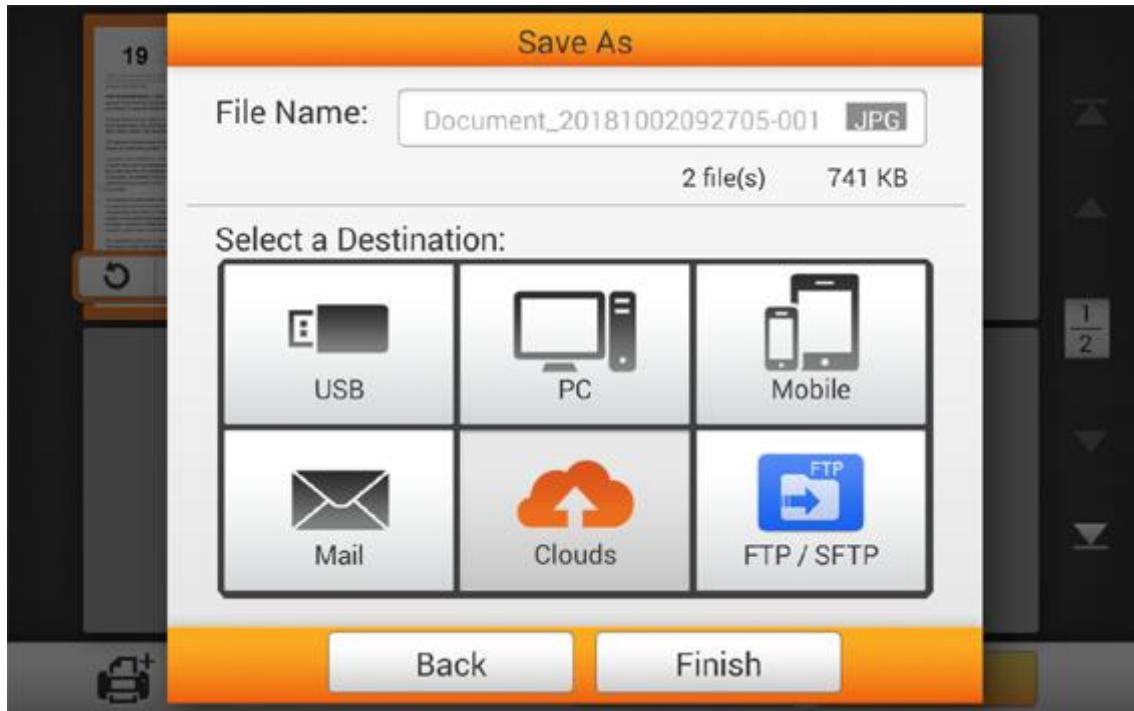 19
Save As
File Name: Document_20181002092705-001 JPG
2 file(s) 741 KB
Select a Destination:
USB PC Mobile
FTP
Mail Clouds FTP / SFTP
1
2
Back Finish